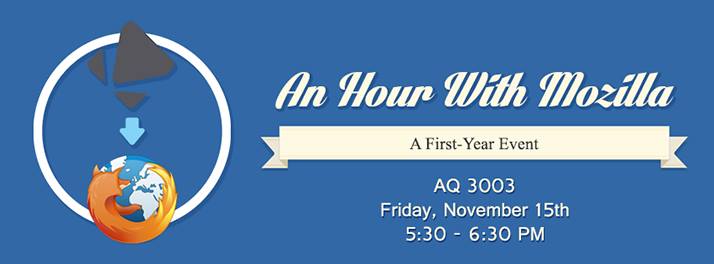 An Hour With Mozilla
A First-Year Event
AQ 3003
Friday, November 15th
5:30 - 6:30 PM